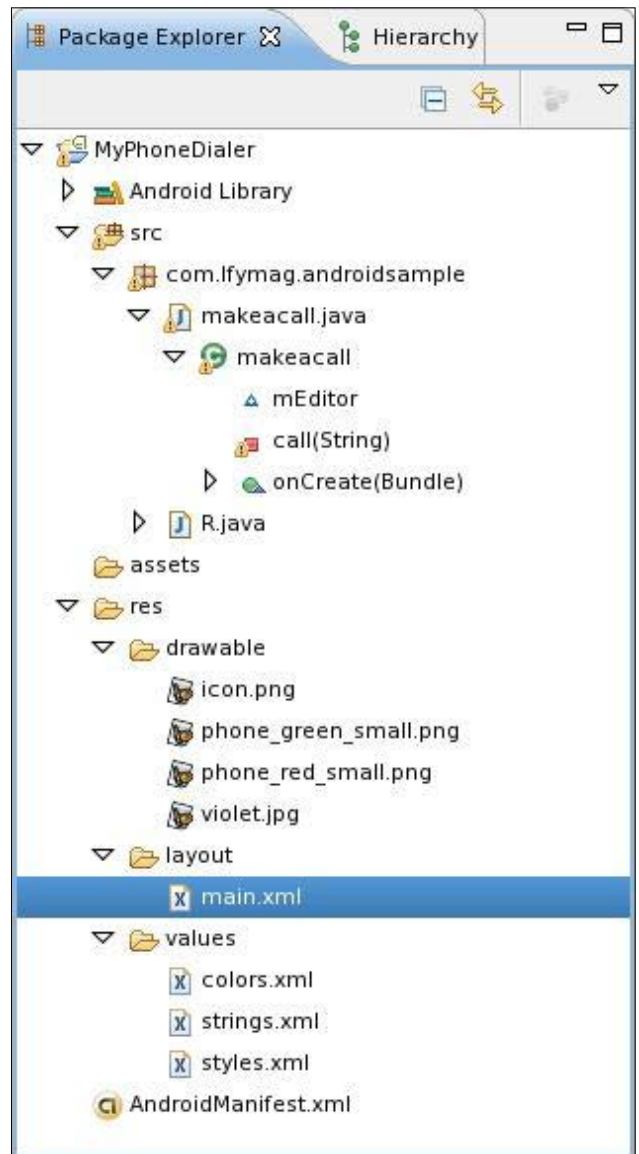 Package Explorer Hierarchy
MyPhoneDialer
Android Library
src
com.lfymag.androidsample
makeacall.java
makeacall
mEditor
call(String)
onCreate(Bundle)
R.java
assets
res
drawable
icon.png
phone_green_small.png
phone_red_small.png
violet.jpg
layout
main.xml
values
colors.xml
strings.xml
styles.xml
AndroidManifest.xml